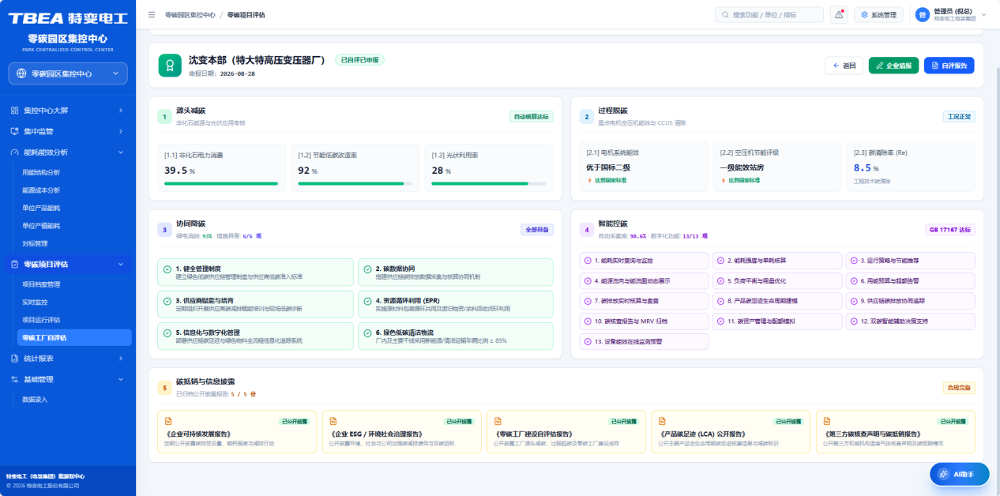 TBEA 特变电工
零碳园区集控中心
PARK CENTRALIZED CONTROL CENTER
零碳园区集控中心
集控中心大屏
集中监管
能耗能效分析
用能结构分析
能源成本分析
单位产品能耗
单位产值能耗
对标管理
零碳项目评估
项目档案管理
实时监控
项目运行评估
零碳工厂自评估
统计报表
基础管理
数据录入
特变电工（电装集团）能源双中心
© 2026 特变电工股份有限公司
零碳园区集控中心 / 零碳项目评估
搜索功能 / 单位 / 指标
系统管理
管
管理员 (倪总)
特变电工电装集团
沈变本部（特大特高压变压器厂）
已自评已申报
申报日期: 2026-08-28
返回
企业填报
自评报告
1
源头减碳
非化石能源与光伏应用考核
自动核算达标
[1.1] 非化石电力消费
39.5 %
[1.2] 节能低碳改造率
92 %
[1.3] 光伏利用率
28 %
2
过程脱碳
重点电机空压机能效与 CCUS 清除
工况正常
[2.1] 电机系统能效
优于国标二级
达到国家标准
[2.2] 空压机节能评级
一级能效站房
达到国家标准
[2.3] 碳清除率 (Re)
8.5 %
工程技术碳清除
3
协同降碳
绿电消纳: 93% · 措施具备: 6/6 项
全部具备
1. 健全管理制度
建立绿色低碳供应链管理制度与供应商低碳准入标准
2. 碳数据协同
搭建供应链碳排放数据采集与核算协同机制
3. 供应商赋能与培育
定期组织开展供应商碳减排赋能培训与现场低碳诊断
4. 资源循环利用 (EPR)
实施原材料包装循环共用及废旧物资/余料回收闭环利用
5. 信息化与数字化管理
部署供应链碳足迹与绿色物料全流程信息化追踪系统
6. 绿色低碳清洁物流
厂内及主要干线采用新能源/清洁运输车辆比例 ≥ 85%
4
智能控碳
自动采集率: 98.6% · 数字化功能: 13/13 项
GB 17167 达标
1. 能耗实时查询与监控
2. 能耗强度与单耗核算
3. 运行策略与节能推荐
4. 能源流向与能流图动态展示
5. 负荷平衡与需量优化
6. 用能预算与超额告警
7. 碳排放实时核算与盘查
8. 产品碳足迹生命周期建模
9. 供应链碳排放协同追踪
10. 碳核查报告与 MRV 归档
11. 碳资产管理与配额模拟
12. 双碳智能辅助决策支持
13. 设备能效在线监测预警
5
碳抵销与信息披露
已归档公开披露报告: 5 / 5 份
合规完备
已公开披露
《企业可持续发展报告》
定期公开披露碳排放总量、能耗强度与减排行动
已公开披露
《企业 ESG / 环境社会治理报告》
公开披露环境、社会与公司治理碳减排绩效与双碳目标
已公开披露
《零碳工厂建设自评估报告》
公开披露工厂源头减碳、过程脱碳及零碳工厂建设成效
已公开披露
《产品碳足迹 (LCA) 公开报告》
公开主要产品全生命周期碳足迹核算结果与减碳标识
已公开披露
《第三方碳核查声明与碳抵销报告》
公开第三方权威机构温室气体核查声明及碳抵销情况
AI助手